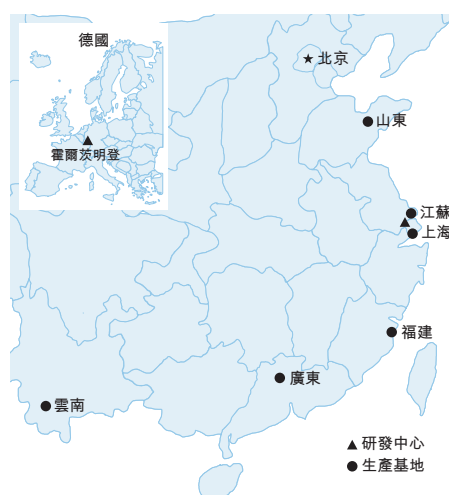 德國
霍爾茨明登
★北京
山東
江蘇
上海
福建
廣東
雲南
▲研發中心
●生產基地